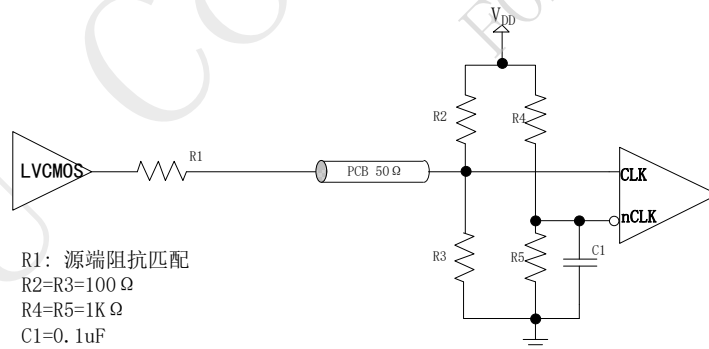 V_DD
R2
R4
LVCMOS
R1
PCB 50Ω
CLK
nCLK
R3
R5
C1
R1: 源端阻抗匹配
R2=R3=100Ω
R4=R5=1KΩ
C1=0.1uF